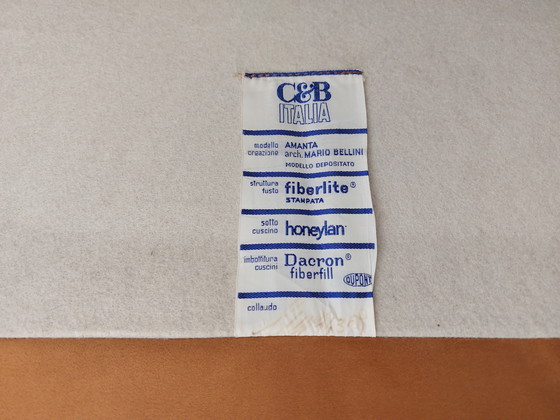 C&B
ITALIA
modello AMANTA
creazione arch. MARIO BELLINI
MODELLO DEPOSITATO
struttura fiberlite®
fusto STAMPATA
sotto cuscino honeylan
imbottitura Dacron®
cuscini fiberfill DUPONT
collaudo